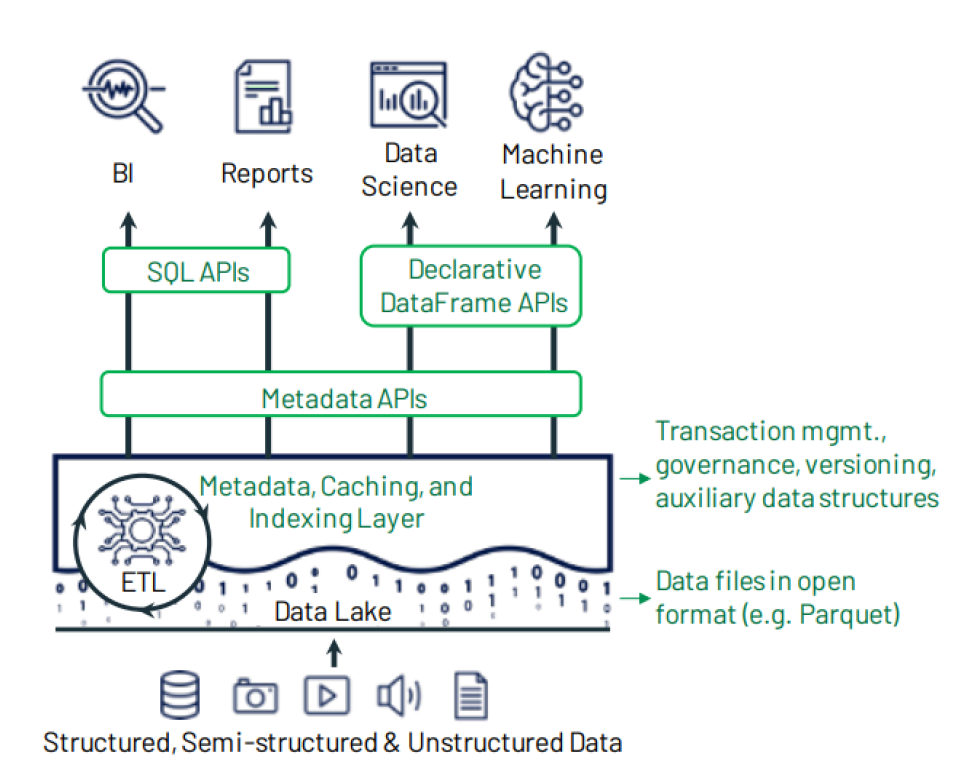 BI
Reports
Data
Science
Machine
Learning
SQL APIs
Declarative
DataFrame APIs
Metadata APIs
Metadata, Caching, and
Indexing Layer
Transaction mgmt.,
governance, versioning,
auxiliary data structures
ETL
Data Lake
Data files in open
format (e.g. Parquet)
Structured, Semi-structured & Unstructured Data